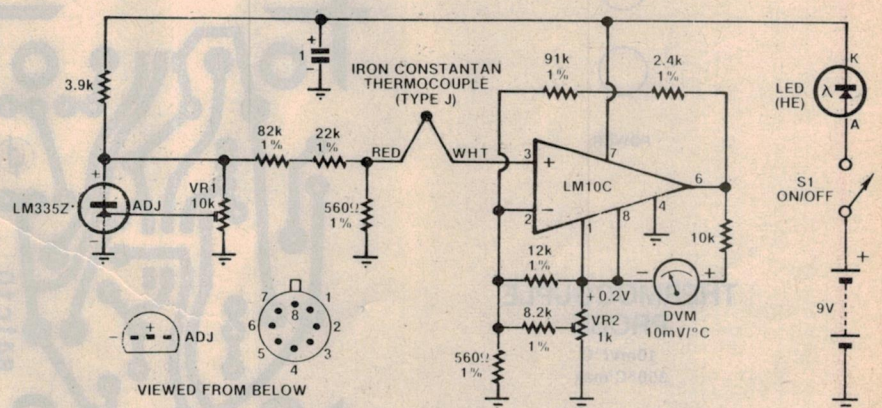 3.9k
+
1
-
IRON CONSTANTAN
THERMOCOUPLE
(TYPE J)
91k
1%
2.4k
1%
LED
(HE)
λ
K
A
82k
1%
22k
1%
RED
WHT
3
+
7
LM10C
6
-
2
1
8
4
S1
ON/OFF
+
LM335Z
ADJ
-
VR1
10k
560Ω
1%
12k
1%
+0.2V
-
+
10k
DVM
10mV/°C
+
9V
8.2k
1%
VR2
1k
560Ω
1%
- + ADJ
7
8
1
6
2
5
3
4
VIEWED FROM BELOW